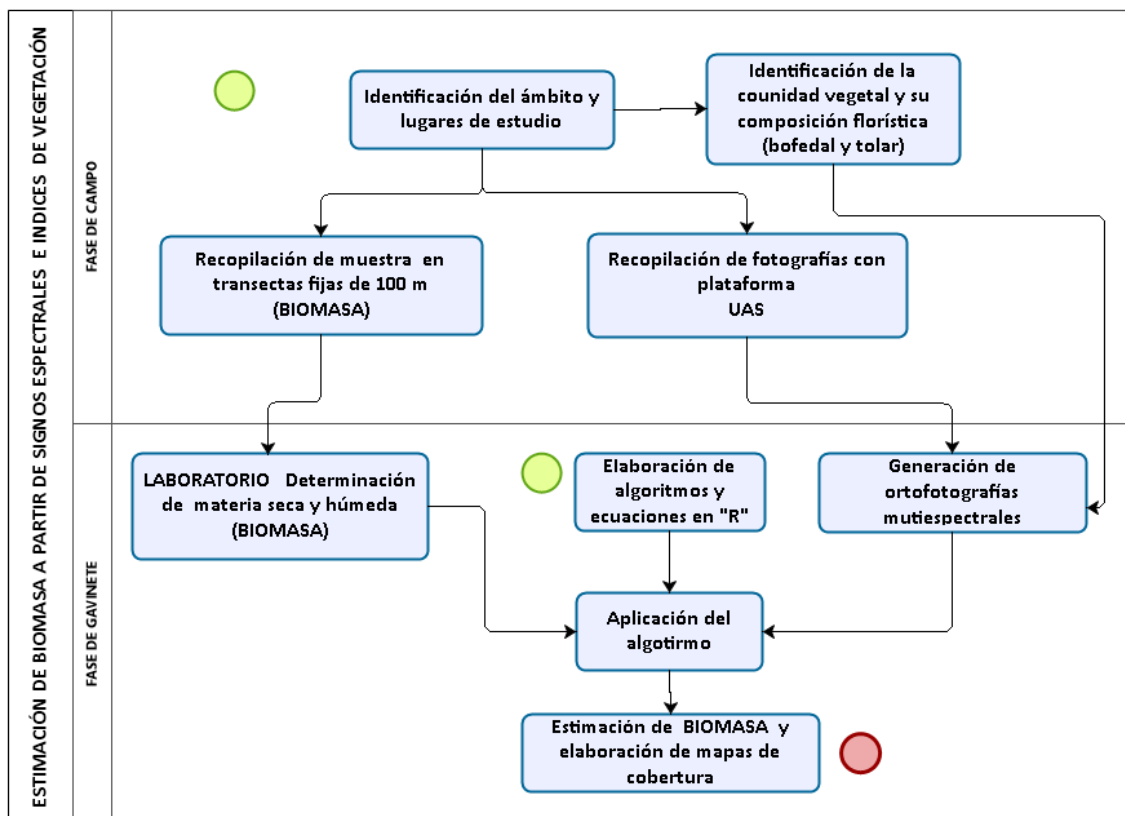 ESTIMACIÓN DE BIOMASA A PARTIR DE SIGNOS ESPECTRALES E INDICES DE VEGETACIÓN
FASE DE CAMPO
Identificación del ámbito y
lugares de estudio
Identificación de la
counidad vegetal y su
composición florística
(bofedal y tolar)
Recopilación de muestra en
transectas fijas de 100 m
(BIOMASA)
Recopilación de fotografías con
plataforma
UAS
FASE DE GAVINETE
LABORATORIO Determinación
de materia seca y húmeda
(BIOMASA)
Elaboración de
algoritmos y
ecuaciones en "R"
Generación de
ortofotografías
mutiespectrales
Aplicación del
algotirmo
Estimación de BIOMASA y
elaboración de mapas de
cobertura